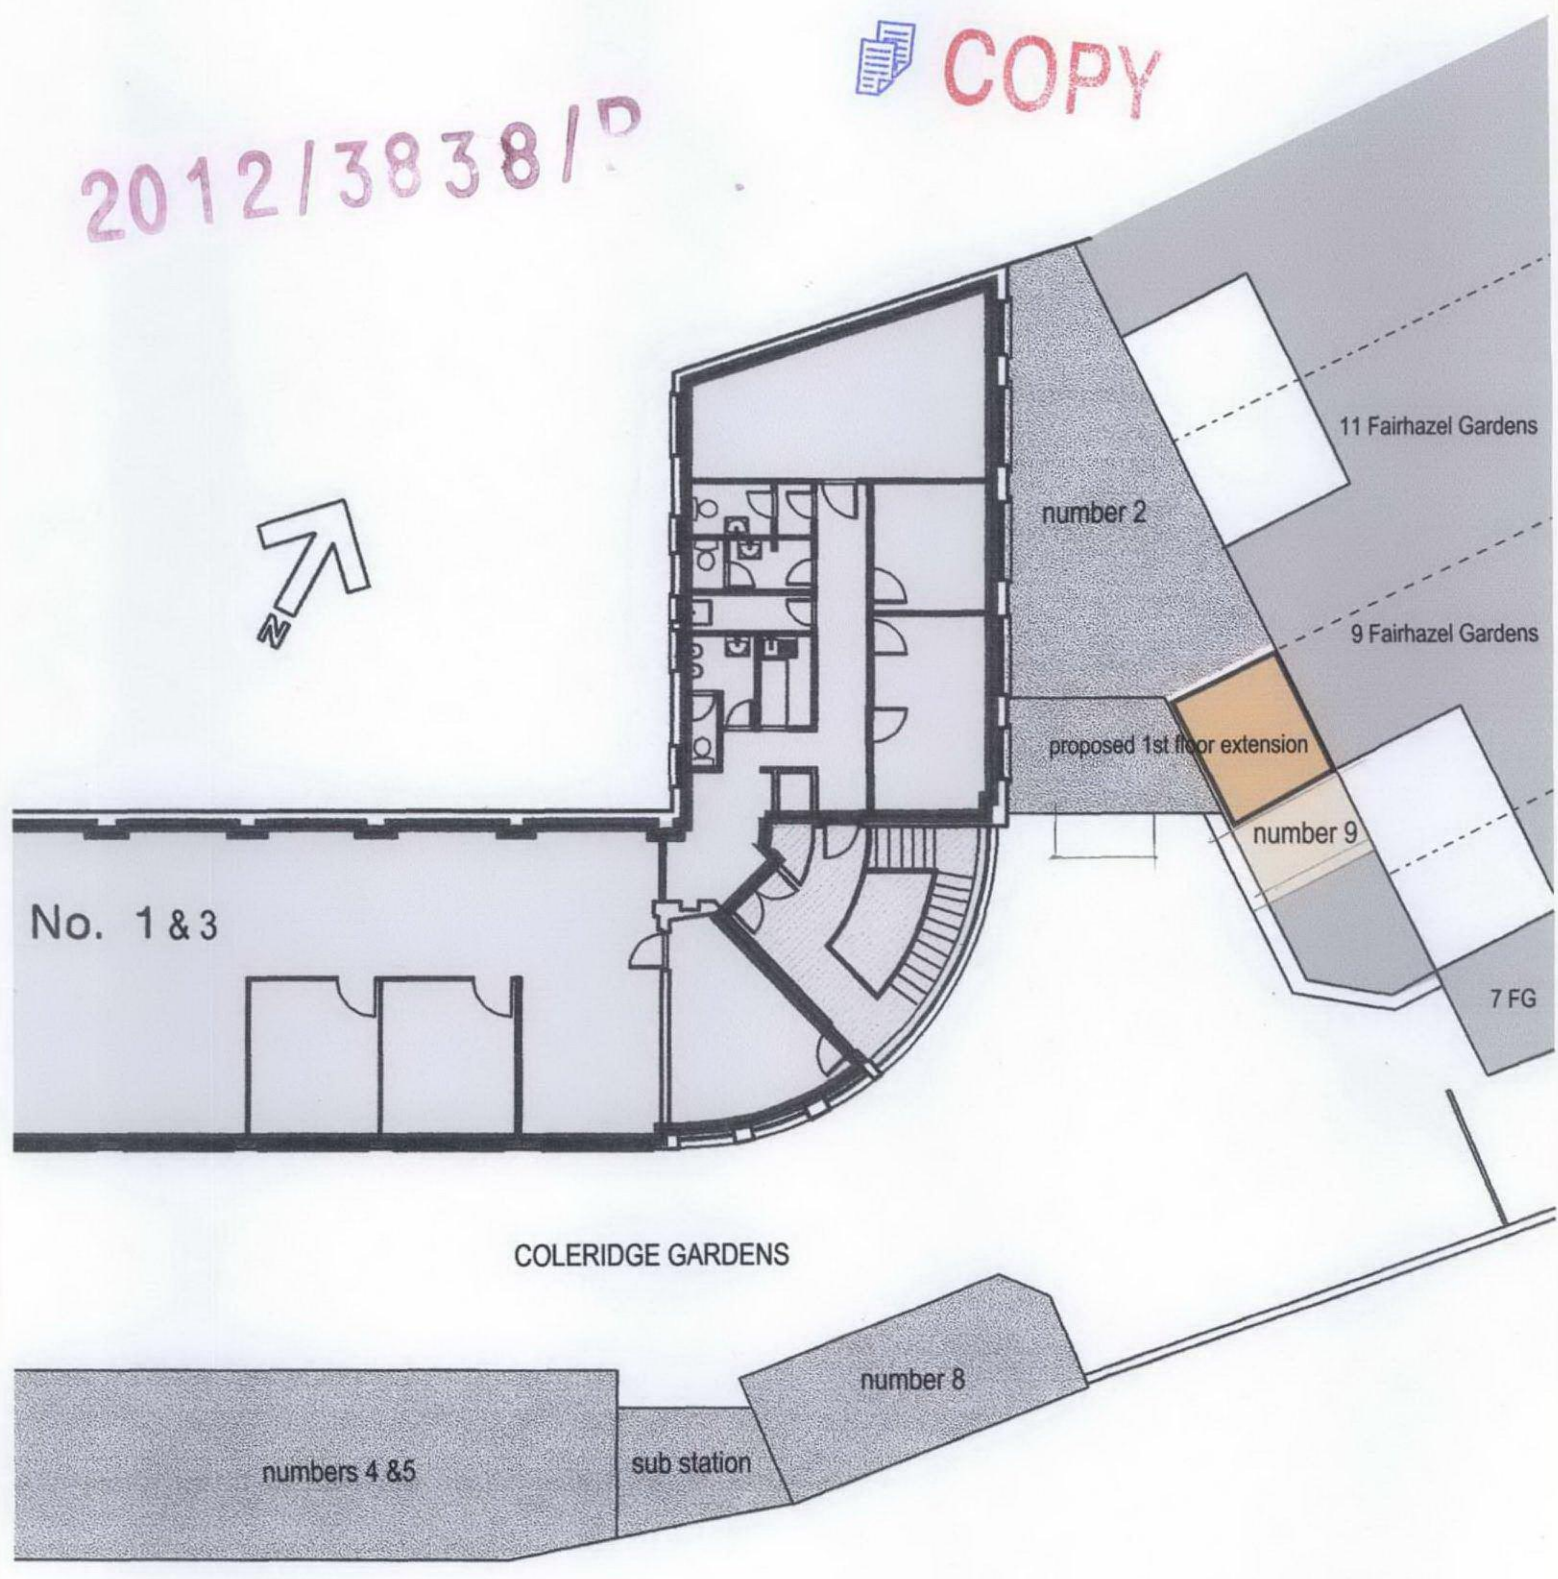 COPY
2012/3838/P
11 Fairhazel Gardens
number 2
N
9 Fairhazel Gardens
proposed 1st floor extension
number 9
No. 1 & 3
7 FG
COLERIDGE GARDENS
number 8
sub station
numbers 4 &5